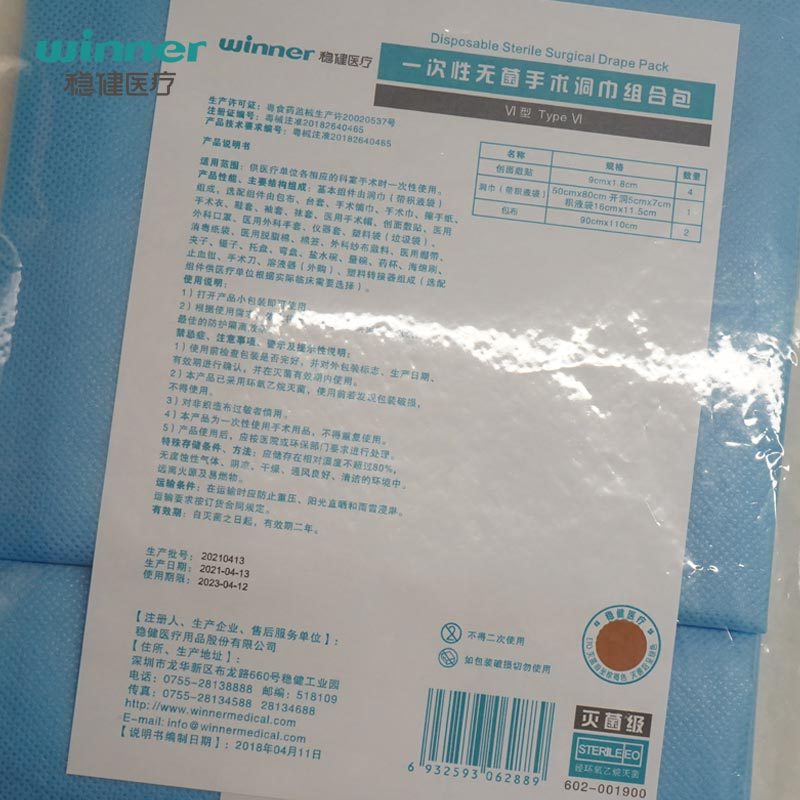 winner
稳健医疗
winner 稳健医疗
Disposable Sterile Surgical Drape Pack
一次性无菌手术洞巾组合包
Ⅵ型 Type Ⅵ
生产许可证：粤食药监械生产许20020537号
注册证编号：粤械注准20182640465
产品技术要求编号：粤械注准20182640465
名称 规格 数量
创面敷贴 9cmx1.8cm 4
洞巾（带积液袋） 50cmx80cm 开洞5cmx7cm 积液袋16cmx11.5cm 1
包布 90cmx110cm 2
产品说明书
适用范围：供医疗单位各相应的科室手术时一次性使用。
产品性能、主要结构组成：基本组件由洞巾（带积液袋）
组成，选配组件由包布、台套、手术铺巾、手术巾、擦手纸、
手术衣、鞋套、袖套、袜套、医用手术帽、创面敷贴、医用
外科口罩、医用外科手套、仪器套、塑料袋（垃圾袋）、
消毒纸袋、医用脱脂棉、棉签、外科纱布敷料、医用绷带、
夹子、镊子、托盘、弯盘、盐水碗、量碗、药杯、海绵刷、
止血钳、手术刀、溶液器（外购）、塑料转接器组成（选配
组件供医疗单位根据实际临床需要选择）。
使用说明：
1）打开产品小包装即可使用
2）根据使用需
最佳的防护隔离
禁忌症、注意事项、警示及提示性说明：
1）使用前检查包装是否完好，并对外包装标志、生产日期、
有效期进行确认，并在灭菌有效期内使用。
2）本产品已采用环氧乙烷灭菌，使用前若发现包装破损，
不得使用。
3）对非织造布过敏者慎用。
4）本产品为一次性使用手术用品，不得重复使用。
5）产品使用后，应按医院或环保部门要求进行处理。
特殊存储条件、方法：应储存在相对湿度不超过80%，
无腐蚀性气体、阴凉、干燥、通风良好、清洁的环境中。
远离火源及易燃物。
运输条件：在运输时应防止重压、阳光直晒和雨雪浸淋。
运输要求按订货合同规定。
有效期：自灭菌之日起，有效期二年。
生产批号：20210413
生产日期：2021-04-13
使用期限：2023-04-12
【注册人、生产企业、售后服务单位】：
稳健医疗用品股份有限公司
【住所、生产地址】：
深圳市龙华新区布龙路660号稳健工业园
电话：0755-28138888 邮编：518109
传真：0755-28134588 28134688
http://www.winnermedical.com
E-mail: info@winnermedical.com
【说明书编制日期】：2018年04月11日
不得二次使用
如包装破损切勿使用
稳健医疗
6 932593 062889
灭菌级
STERILE EO
经环氧乙烷灭菌
602-001900